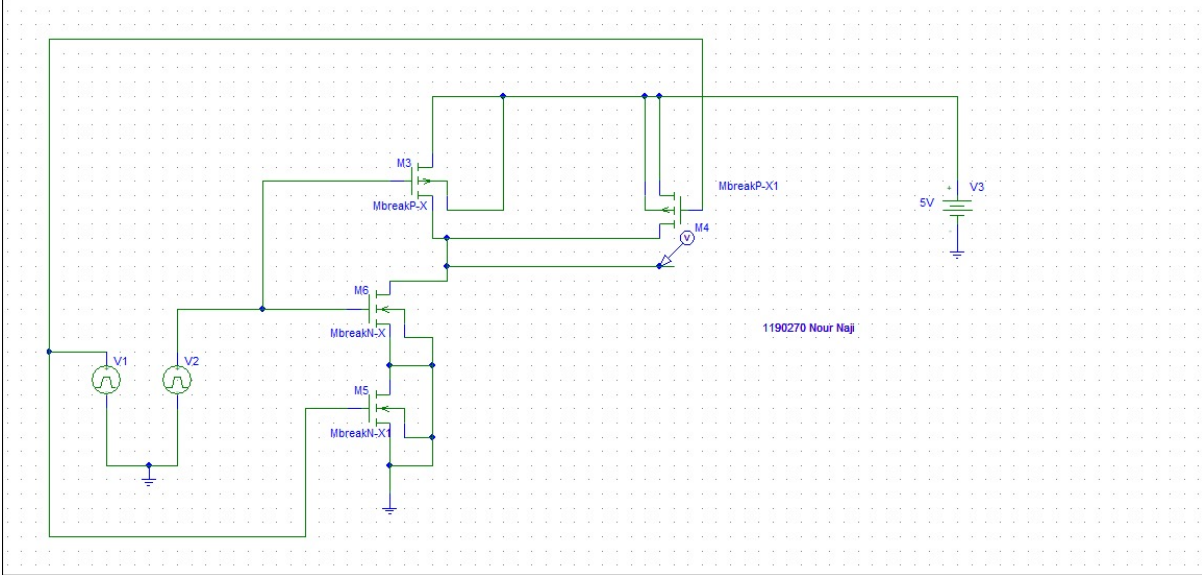 M3
MbreakP-X
MbreakP-X1
M4
V
5V
+
V3
-
M6
MbreakN-X
1190270 Nour Naji
V1
V2
M5
MbreakN-X1